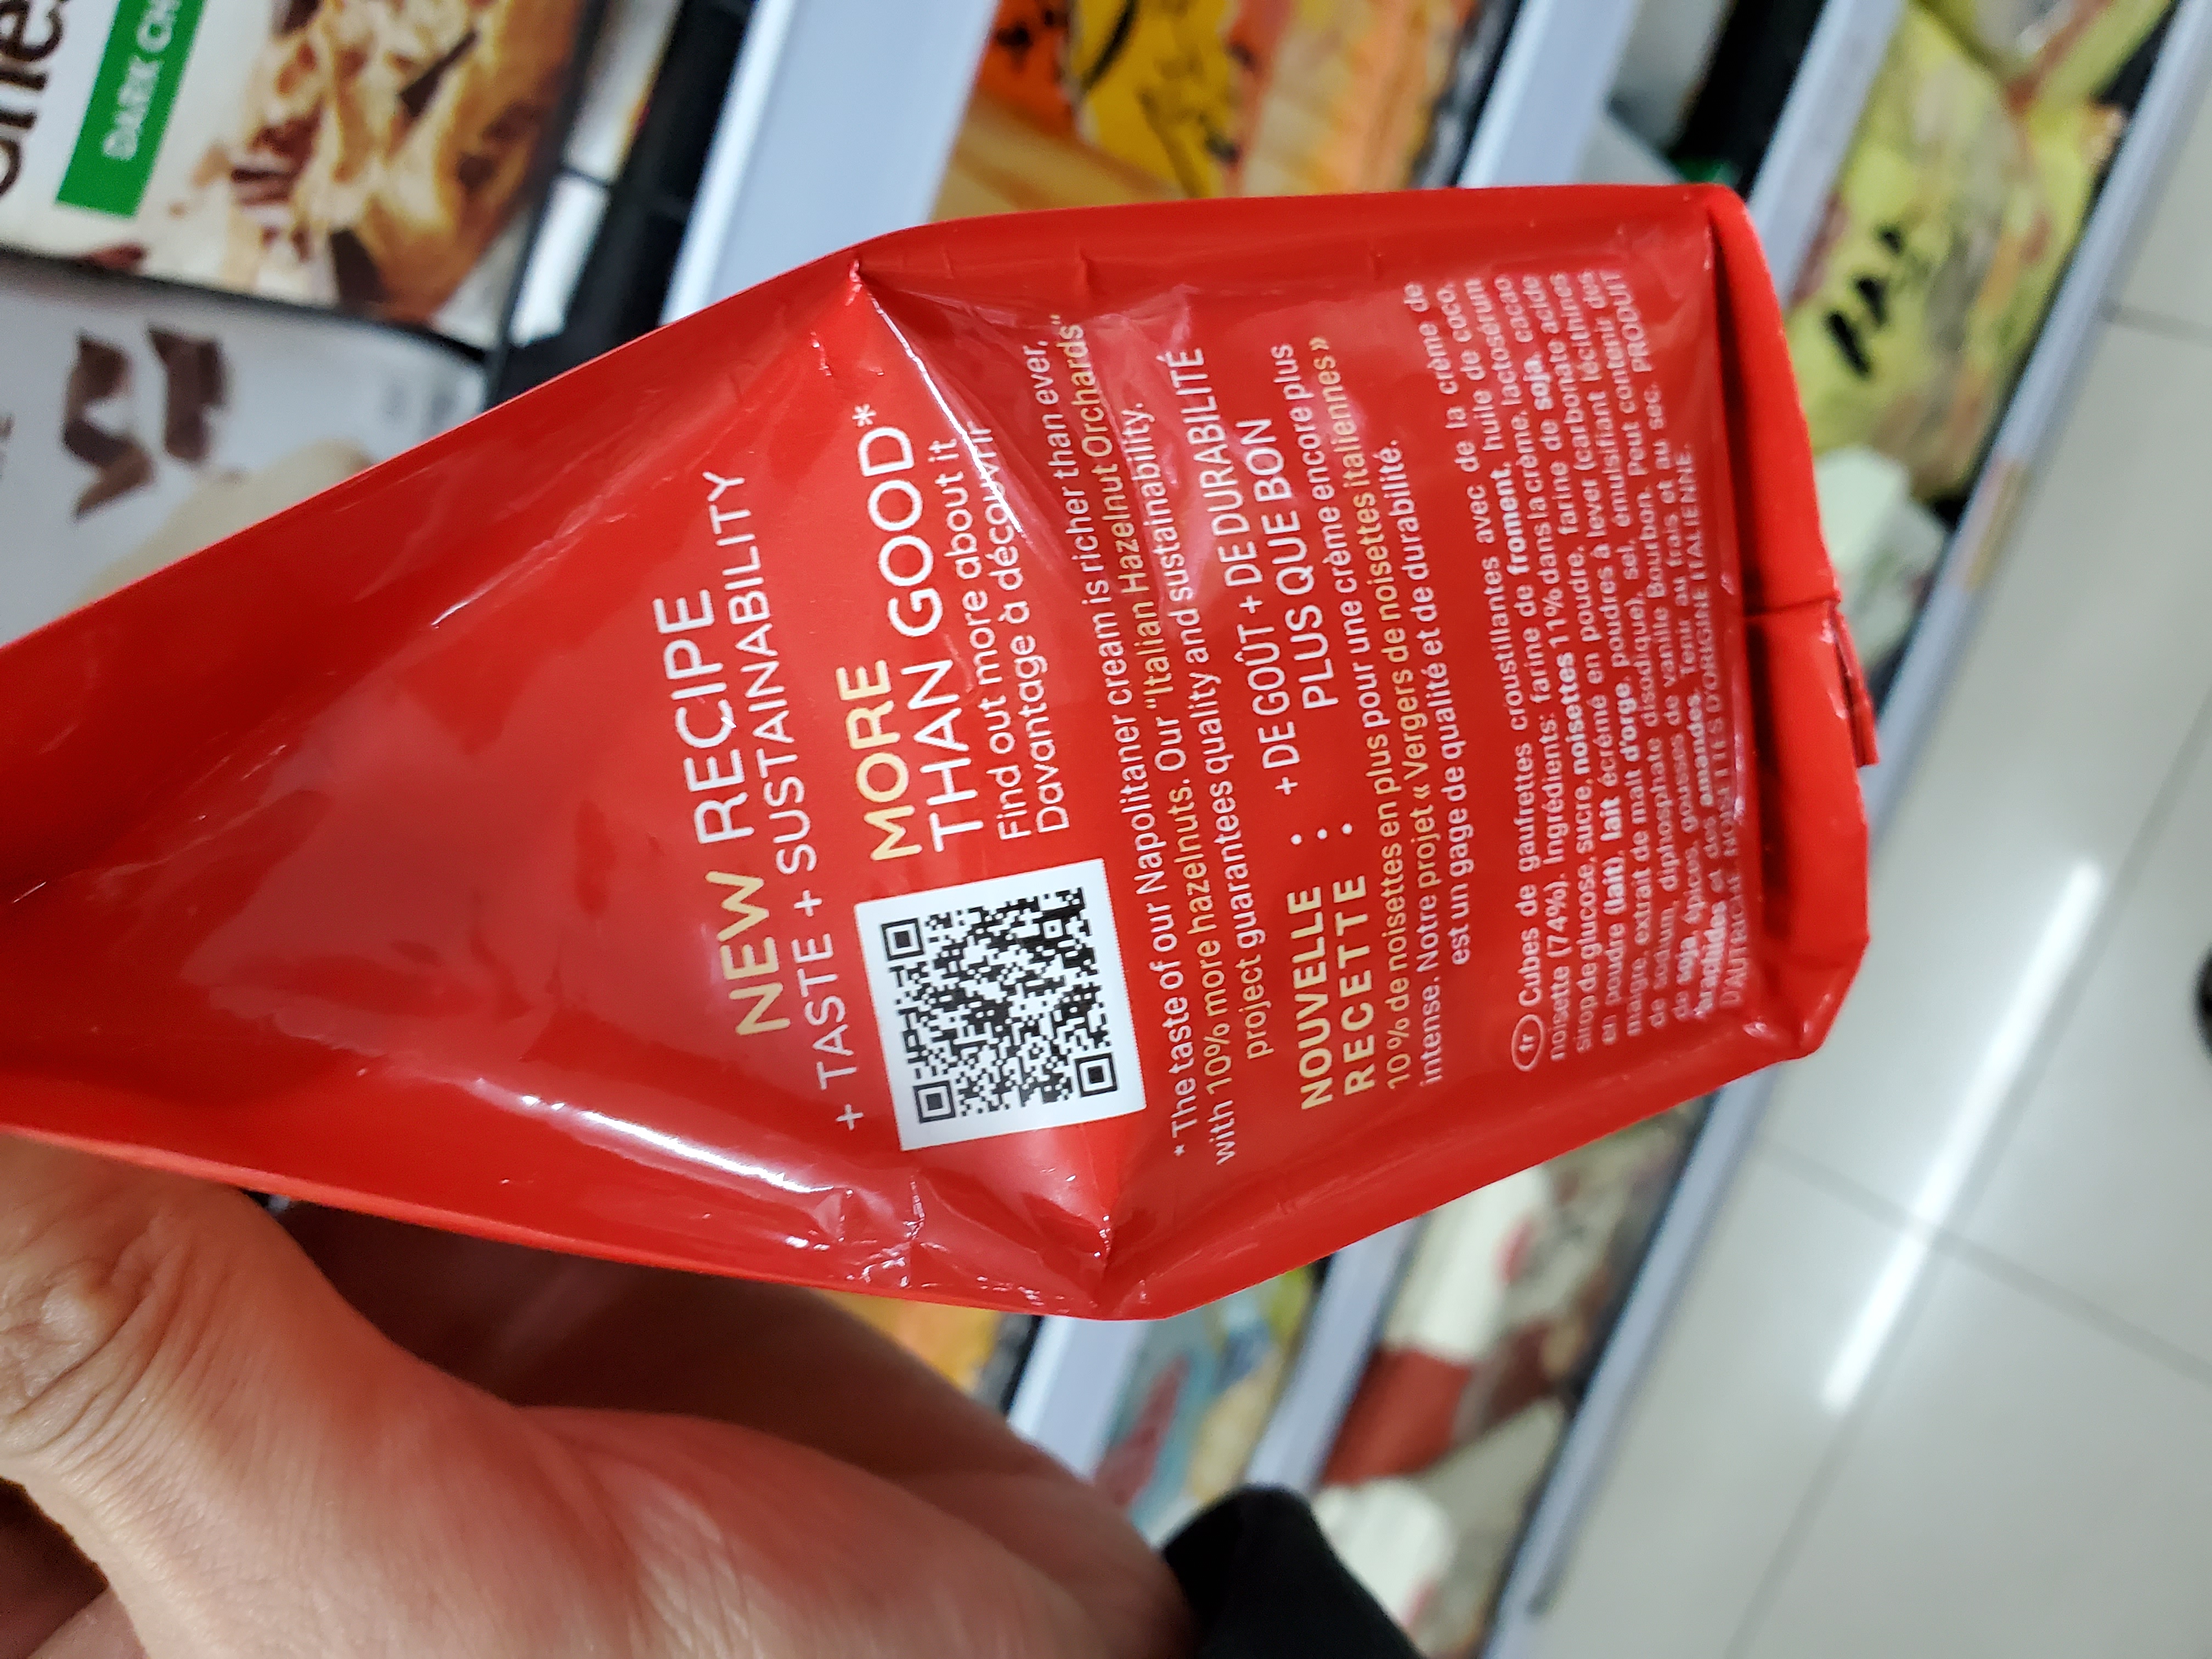 DARK CH
NEW RECIPE
+ TASTE + SUSTAINABILITY
MORE
THAN GOOD*
Find out more about it
Davantage à découvrir
* The taste of our Napolitaner cream is richer than ever,
with 10% more hazelnuts. Our "Italian Hazelnut Orchards"
project guarantees quality and sustainability.
NOUVELLE
RECETTE
+ DE GOÛT + DE DURABILITÉ
PLUS QUE BON
10 % de noisettes en plus pour une crème encore plus
intense. Notre projet « Vergers de noisettes italiennes »
est un gage de qualité et de durabilité.
fr Cubes de gaufrettes croustillantes avec de la crème de
noisette (74%). Ingrédients: farine de froment, huile de coco,
sirop de glucose, sucre, noisettes 11% dans la crème, lactosérum
en poudre (lait), lait écrémé en poudre, farine de soja, cacao
maigre, extrait de malt d'orge, poudres à lever (carbonate acide
de sodium, diphosphate disodique), sel, émulsifiant lécithines
de soja, épices, gousses de vanille Bourbon. Peut contenir des
arachides et des amandes. Tenir au frais et au sec. PRODUIT
D'AUTRICHE. NOISETTES D'ORIGINE ITALIENNE.